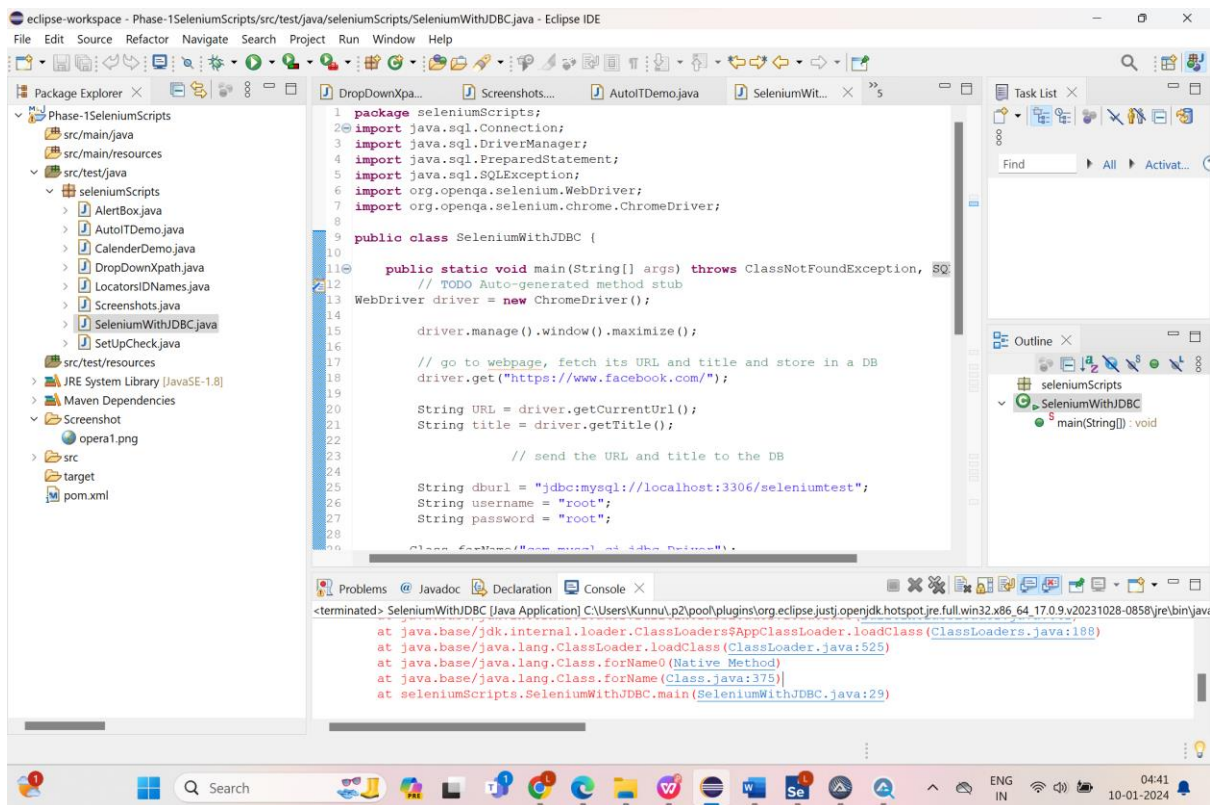 eclipse-workspace - Phase-1SeleniumScripts/src/test/java/seleniumScripts/SeleniumWithJDBC.java - Eclipse IDE
File Edit Source Refactor Navigate Search Project Run Window Help
Package Explorer
Phase-1SeleniumScripts
src/main/java
src/main/resources
src/test/java
seleniumScripts
AlertBox.java
AutoITDemo.java
CalenderDemo.java
DropDownXpath.java
LocatorsIDNames.java
Screenshots.java
SeleniumWithJDBC.java
SetUpCheck.java
src/test/resources
JRE System Library [JavaSE-1.8]
Maven Dependencies
Screenshot
opera1.png
src
target
pom.xml
DropDownXpa... Screenshots.... AutoITDemo.java SeleniumWit... »5
1 package seleniumScripts;
2 import java.sql.Connection;
3 import java.sql.DriverManager;
4 import java.sql.PreparedStatement;
5 import java.sql.SQLException;
6 import org.openqa.selenium.WebDriver;
7 import org.openqa.selenium.chrome.ChromeDriver;
8
9 public class SeleniumWithJDBC {
10
11 public static void main(String[] args) throws ClassNotFoundException, SQ
12 // TODO Auto-generated method stub
13 WebDriver driver = new ChromeDriver();
14
15 driver.manage().window().maximize();
16
17 // go to webpage, fetch its URL and title and store in a DB
18 driver.get("https://www.facebook.com/");
19
20 String URL = driver.getCurrentUrl();
21 String title = driver.getTitle();
22
23 // send the URL and title to the DB
24
25 String dburl = "jdbc:mysql://localhost:3306/seleniumtest";
26 String username = "root";
27 String password = "root";
28
29 Class.forName("com.mysql.cj.jdbc.Driver");
Task List
Find All Activat...
Outline
seleniumScripts
SeleniumWithJDBC
main(String[]) : void
Problems Javadoc Declaration Console
<terminated> SeleniumWithJDBC [Java Application] C:\Users\Kunnu\.p2\pool\plugins\org.eclipse.justj.openjdk.hotspot.jre.full.win32.x86_64_17.0.9.v20231028-0858\jre\bin\java
at java.base/jdk.internal.loader.ClassLoaders$AppClassLoader.loadClass(ClassLoaders.java:188)
at java.base/java.lang.ClassLoader.loadClass(ClassLoader.java:525)
at java.base/java.lang.Class.forName0(Native Method)
at java.base/java.lang.Class.forName(Class.java:375)
at seleniumScripts.SeleniumWithJDBC.main(SeleniumWithJDBC.java:29)
Search
ENG
IN
04:41
10-01-2024